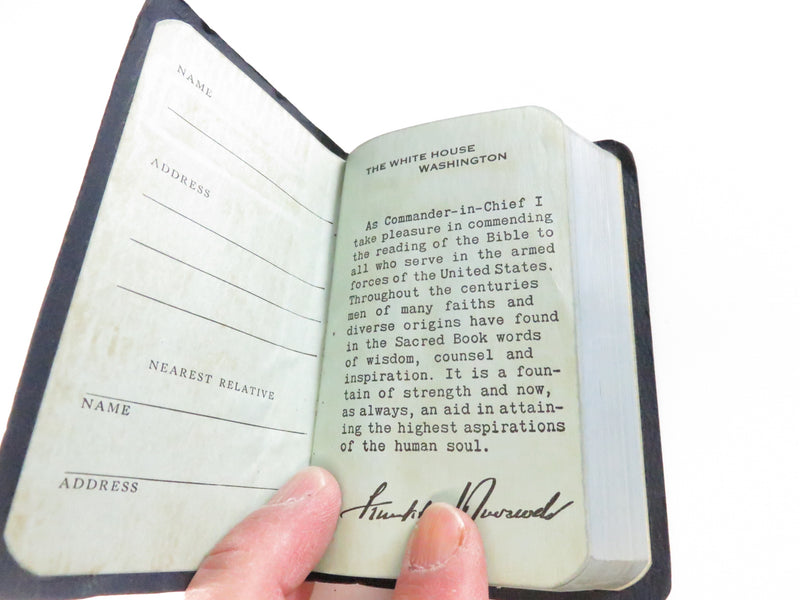 NAME
ADDRESS
NEAREST RELATIVE
NAME
ADDRESS
THE WHITE HOUSE
WASHINGTON
As Commander-in-Chief I
take pleasure in commending
the reading of the Bible to
all who serve in the armed
forces of the United States.
Throughout the centuries
men of many faiths and
diverse origins have found
in the Sacred Book words
of wisdom, counsel and
inspiration. It is a foun-
tain of strength and now,
as always, an aid in attain-
ing the highest aspirations
of the human soul.